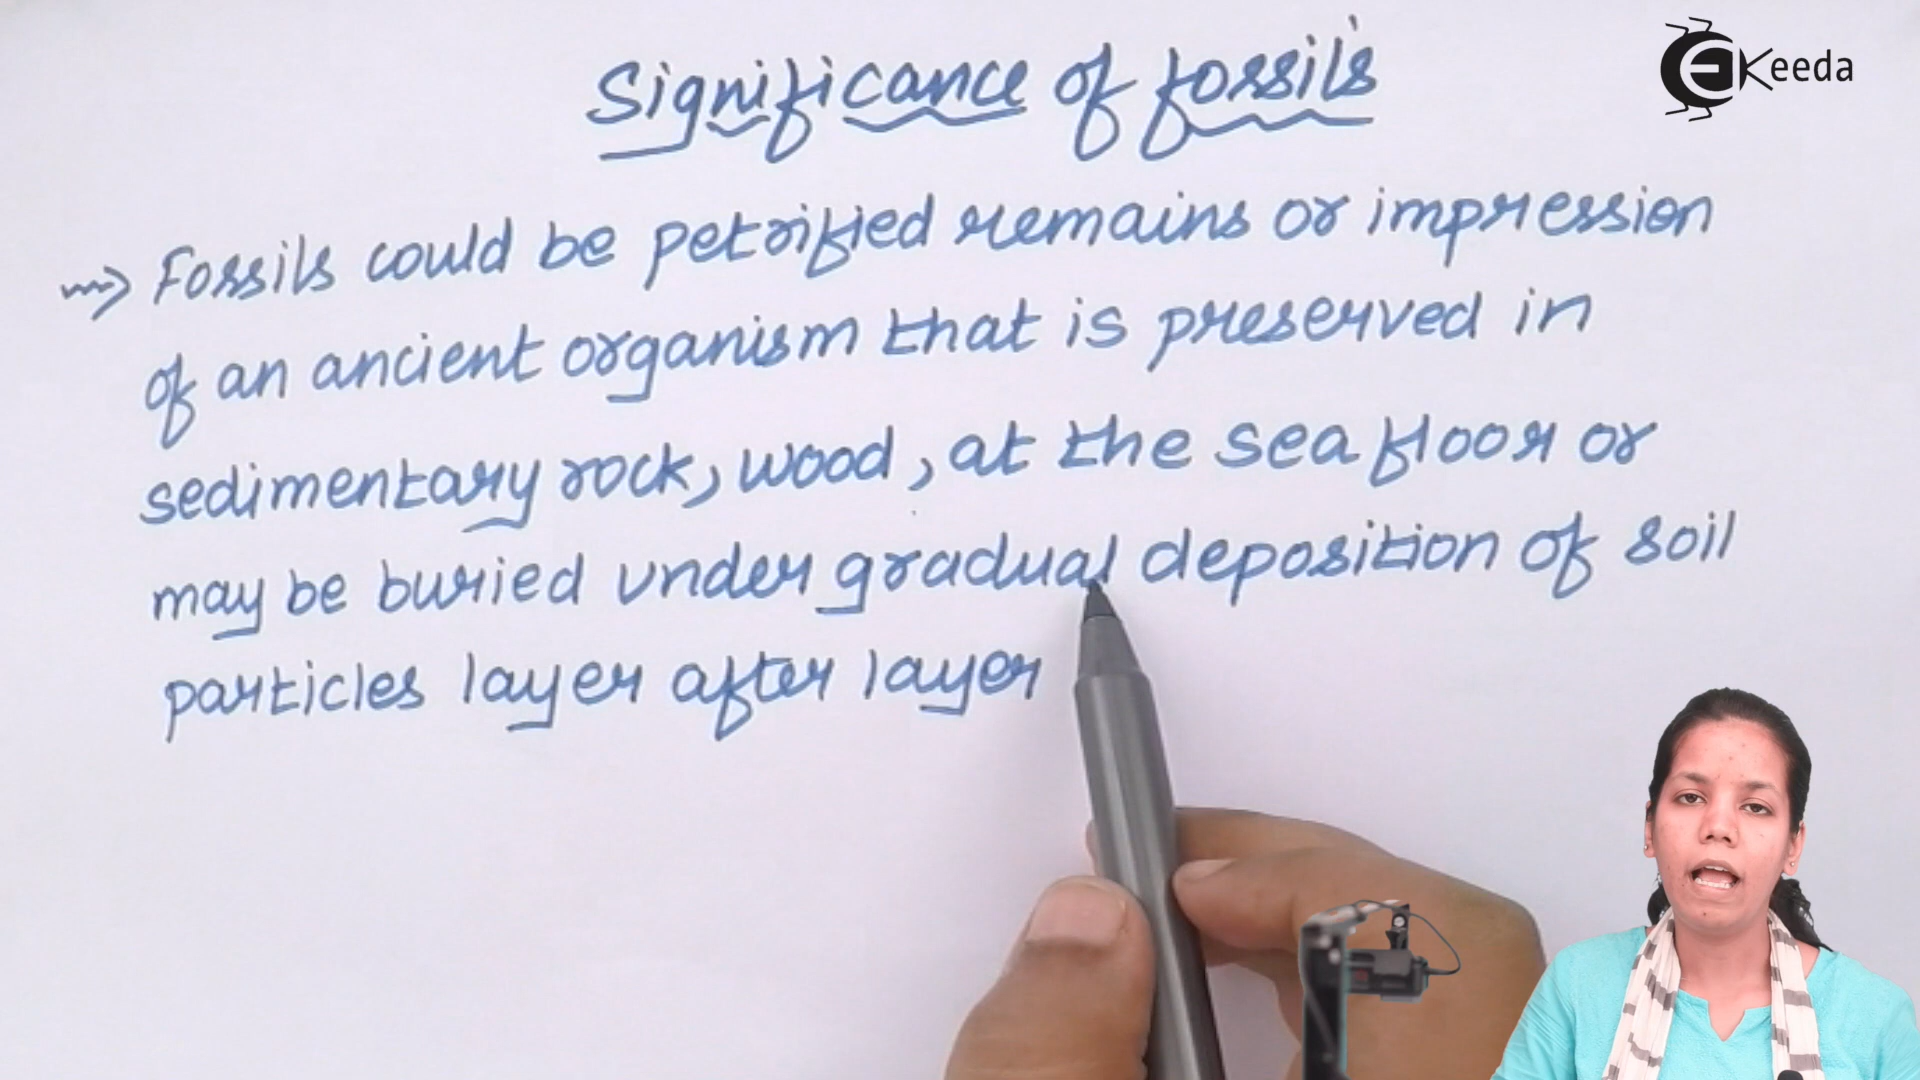 Significance of fossils
EKeeda
Fossils could be petrified remains or impression
of an ancient organism that is preserved in
sedimentary rock, wood, at the sea floor or
may be buried under gradual deposition of soil
particles layer after layer